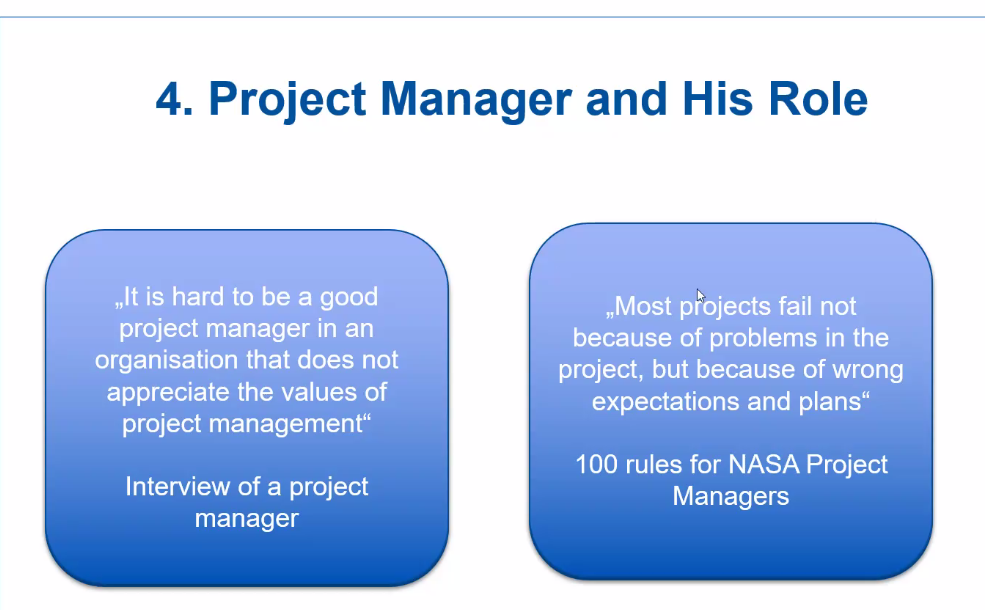 4. Project Manager and His Role
„It is hard to be a good
project manager in an
organisation that does not
appreciate the values of
project management“
Interview of a project
manager
„Most projects fail not
because of problems in the
project, but because of wrong
expectations and plans“
100 rules for NASA Project
Managers